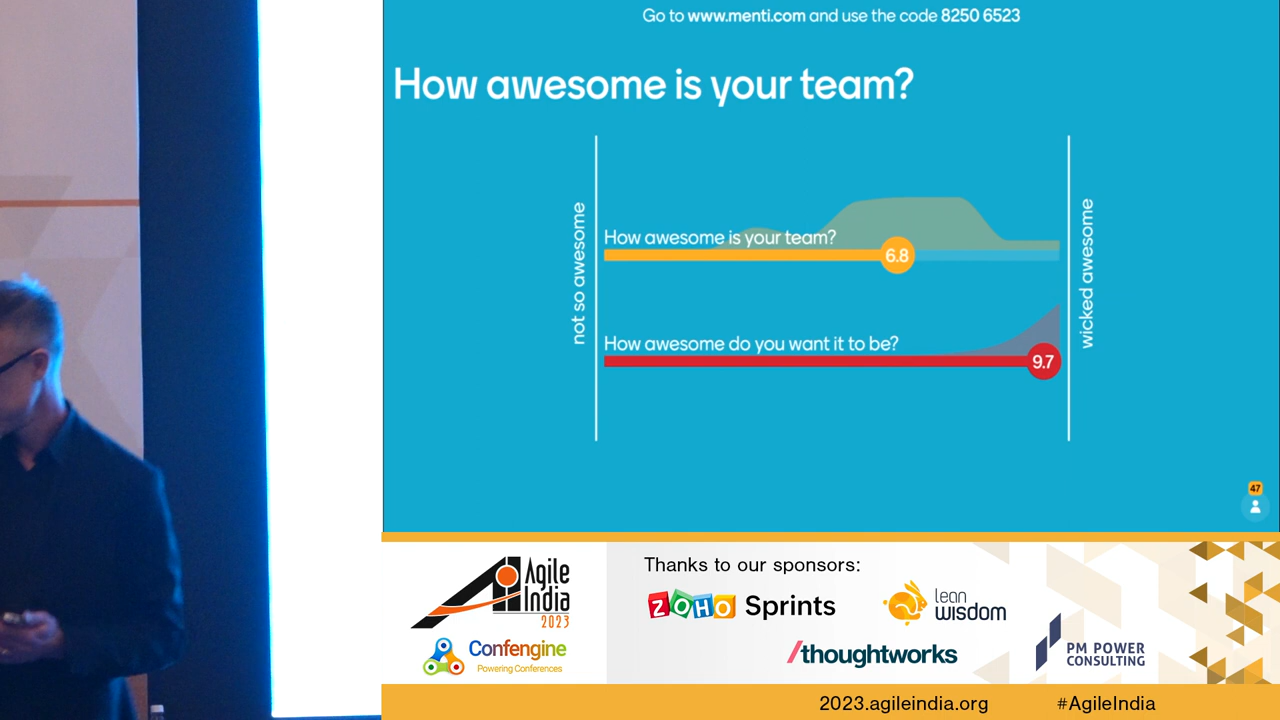 Go to www.menti.com and use the code 8250 6523
How awesome is your team?
not so awesome
How awesome is your team?
6.8
How awesome do you want it to be?
9.7
wicked awesome
47
Agile
India
2023
Confengine
Powering Conferences
Thanks to our sponsors:
ZOHO Sprints
lean
wisdom
/thoughtworks
PM POWER
CONSULTING
2023.agileindia.org
#AgileIndia